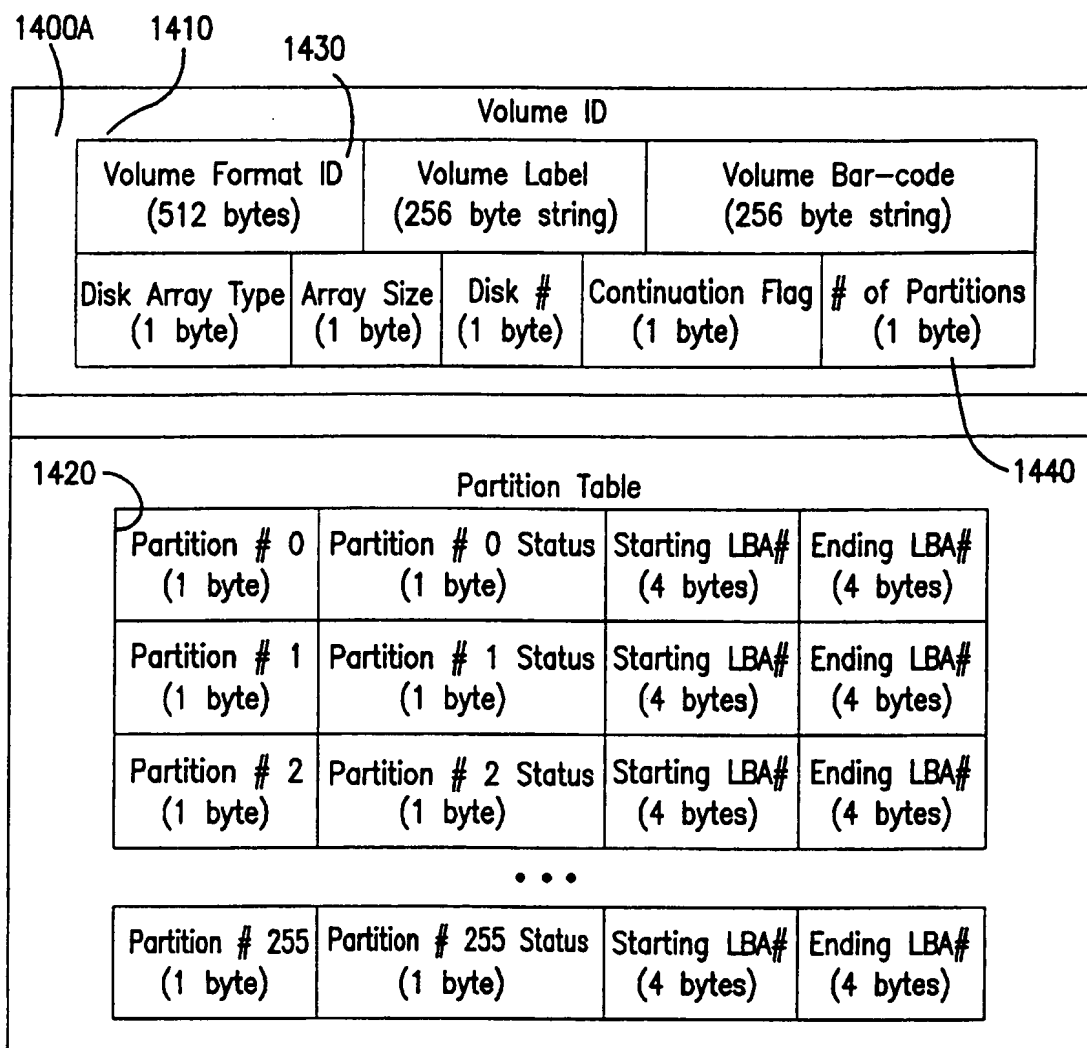 1400A 1410
1430
Volume ID
Volume Format ID Volume Label Volume Bar-code
(512 bytes) (256 byte string) (256 byte string)
Disk Array Type Array Size Disk # Continuation Flag # of Partitions
(1 byte) (1 byte) (1 byte) (1 byte) (1 byte)
1420 1440
Partition Table
Partition # 0 Partition # 0 Status Starting LBA# Ending LBA#
(1 byte) (1 byte) (4 bytes) (4 bytes)
Partition # 1 Partition # 1 Status Starting LBA# Ending LBA#
(1 byte) (1 byte) (4 bytes) (4 bytes)
Partition # 2 Partition # 2 Status Starting LBA# Ending LBA#
(1 byte) (1 byte) (4 bytes) (4 bytes)
• • •
Partition # 255 Partition # 255 Status Starting LBA# Ending LBA#
(1 byte) (1 byte) (4 bytes) (4 bytes)